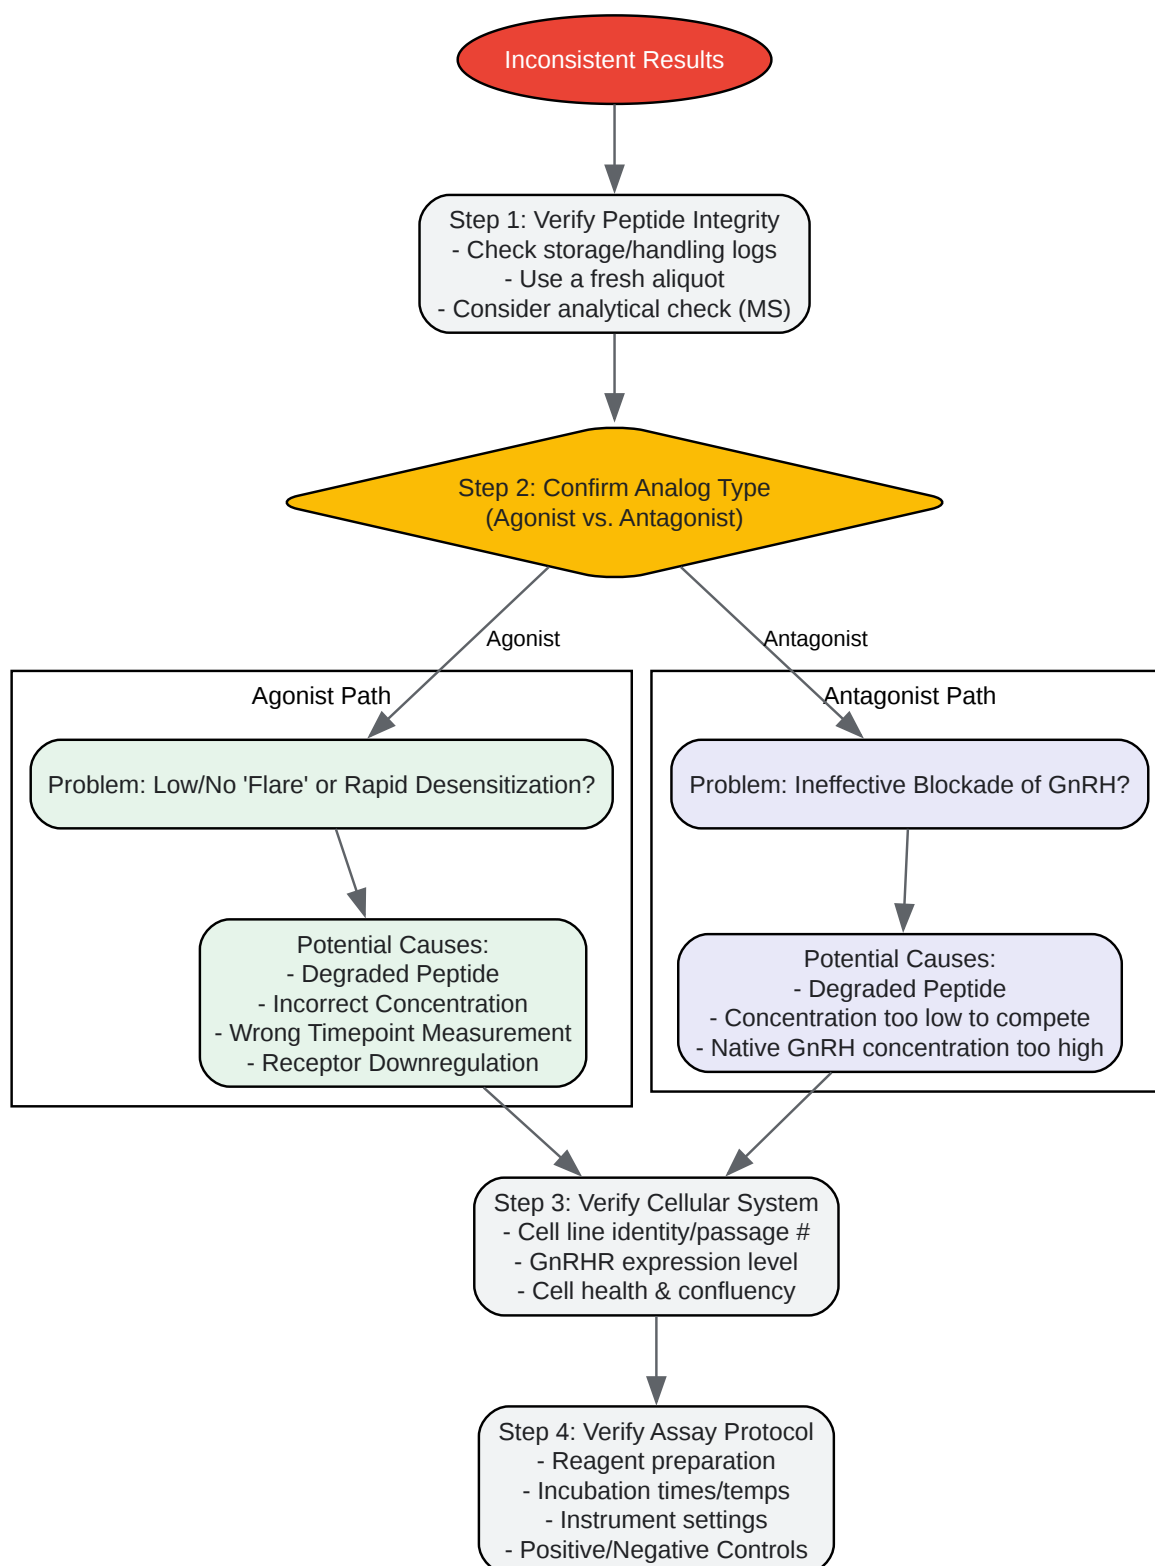 Inconsistent Results
Step 1: Verify Peptide Integrity
- Check storage/handling logs
- Use a fresh aliquot
- Consider analytical check (MS)
Step 2: Confirm Analog Type
(Agonist vs. Antagonist)
Agonist
Antagonist
Agonist Path
Problem: Low/No 'Flare' or Rapid Desensitization?
Potential Causes:
- Degraded Peptide
- Incorrect Concentration
- Wrong Timepoint Measurement
- Receptor Downregulation
Antagonist Path
Problem: Ineffective Blockade of GnRH?
Potential Causes:
- Degraded Peptide
- Concentration too low to compete
- Native GnRH concentration too high
Step 3: Verify Cellular System
- Cell line identity/passage #
- GnRHR expression level
- Cell health & confluency
Step 4: Verify Assay Protocol
- Reagent preparation
- Incubation times/temps
- Instrument settings
- Positive/Negative Controls